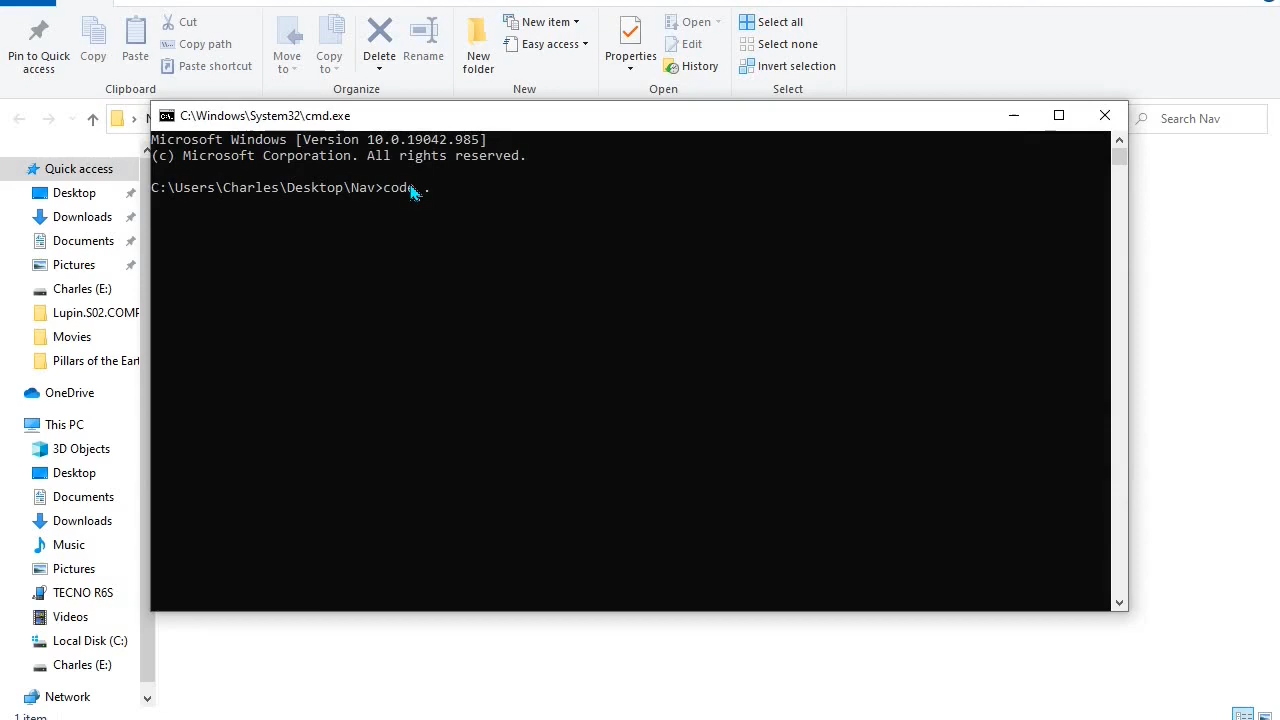 Pin to Quick access
Copy
Paste
Cut
Copy path
Paste shortcut
Clipboard
Move to
Copy to
Delete
Rename
Organize
New folder
New item
Easy access
New
Properties
Open
Edit
History
Open
Select all
Select none
Invert selection
Select
Search Nav
C:\Windows\System32\cmd.exe
Microsoft Windows [Version 10.0.19042.985]
(c) Microsoft Corporation. All rights reserved.
C:\Users\Charles\Desktop\Nav>code .
Quick access
Desktop
Downloads
Documents
Pictures
Charles (E:)
Lupin.S02.COMP
Movies
Pillars of the Eart
OneDrive
This PC
3D Objects
Desktop
Documents
Downloads
Music
Pictures
TECNO R6S
Videos
Local Disk (C:)
Charles (E:)
Network
1 item